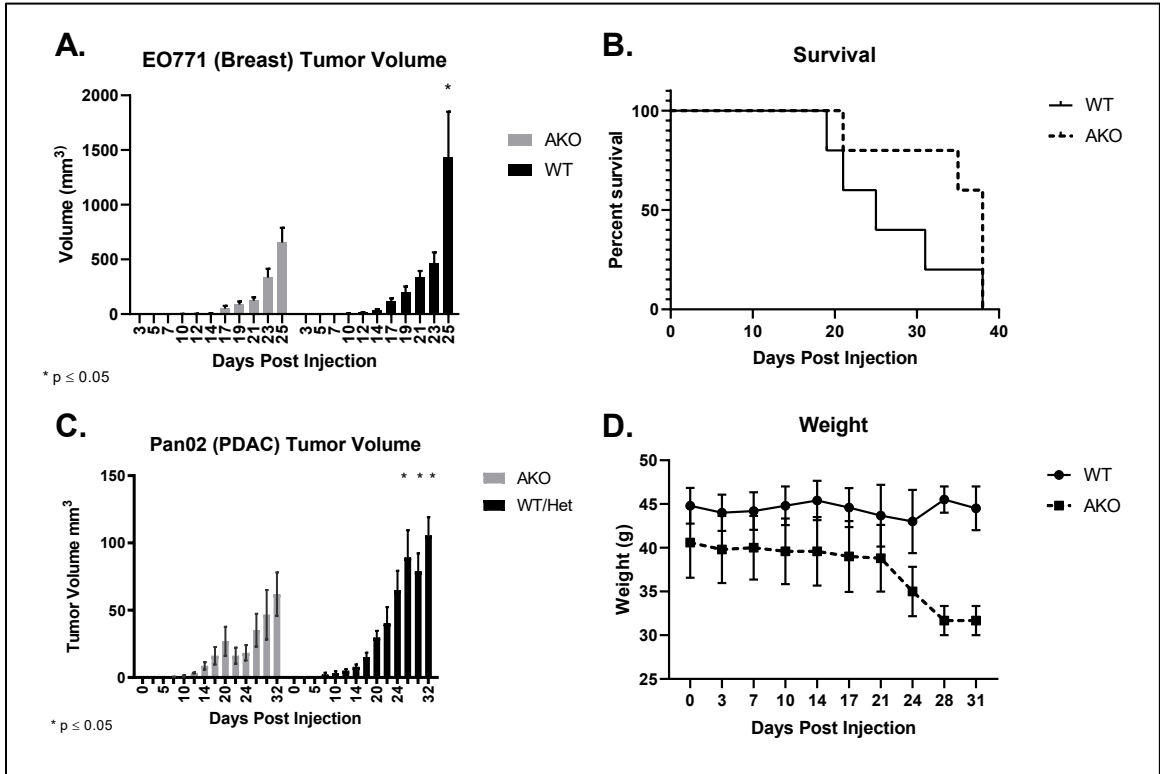 A.
EO771 (Breast) Tumor Volume
*
2000
1500
1000
500
0
Volume (mm³)
3 5 7 10 12 14 17 19 21 23 25 3 5 7 10 12 14 17 19 21 23 25
Days Post Injection
AKO
WT
* p ≤ 0.05
B.
Survival
100
50
0
Percent survival
0 10 20 30 40
Days Post Injection
WT
AKO
C.
Pan02 (PDAC) Tumor Volume
* * *
150
100
50
0
Tumor Volume mm³
0 5 10 14 20 24 32 0 5 10 14 20 24 32
Days Post Injection
AKO
WT/Het
* p ≤ 0.05
D.
Weight
50
45
40
35
30
25
Weight (g)
0 3 7 10 14 17 21 24 28 31
Days Post Injection
WT
AKO